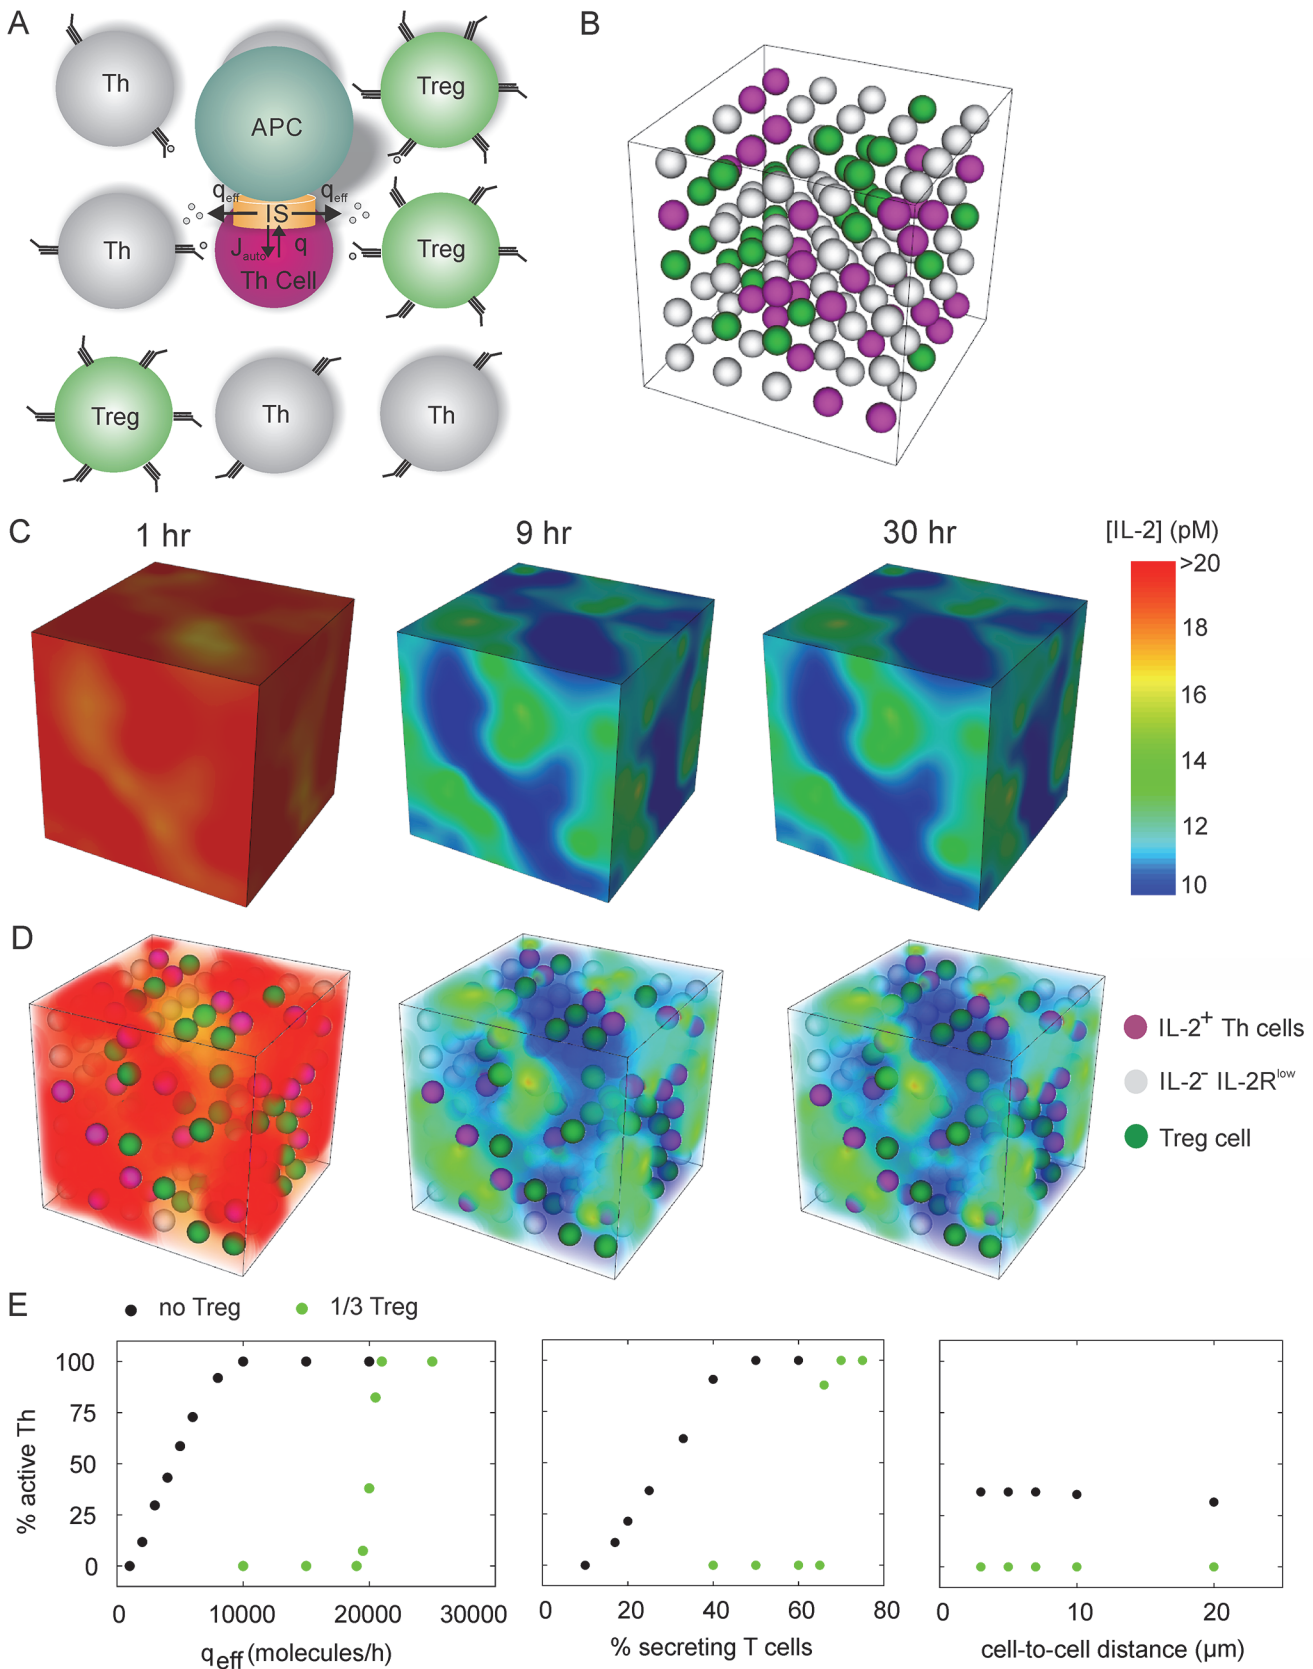 A
Th
APC
Treg
q_eff
q_eff
IS
J_auto
q
Th Cell
Th
Treg
Treg
Th
Th
B
C
1 hr
9 hr
30 hr
[IL-2] (pM)
>20
18
16
14
12
10
D
IL-2⁺ Th cells
IL-2⁻ IL-2R^low
Treg cell
E
no Treg
1/3 Treg
% active Th
100
75
50
25
0
0 10000 20000 30000
q_eff (molecules/h)
0 20 40 60 80
% secreting T cells
0 10 20
cell-to-cell distance (µm)